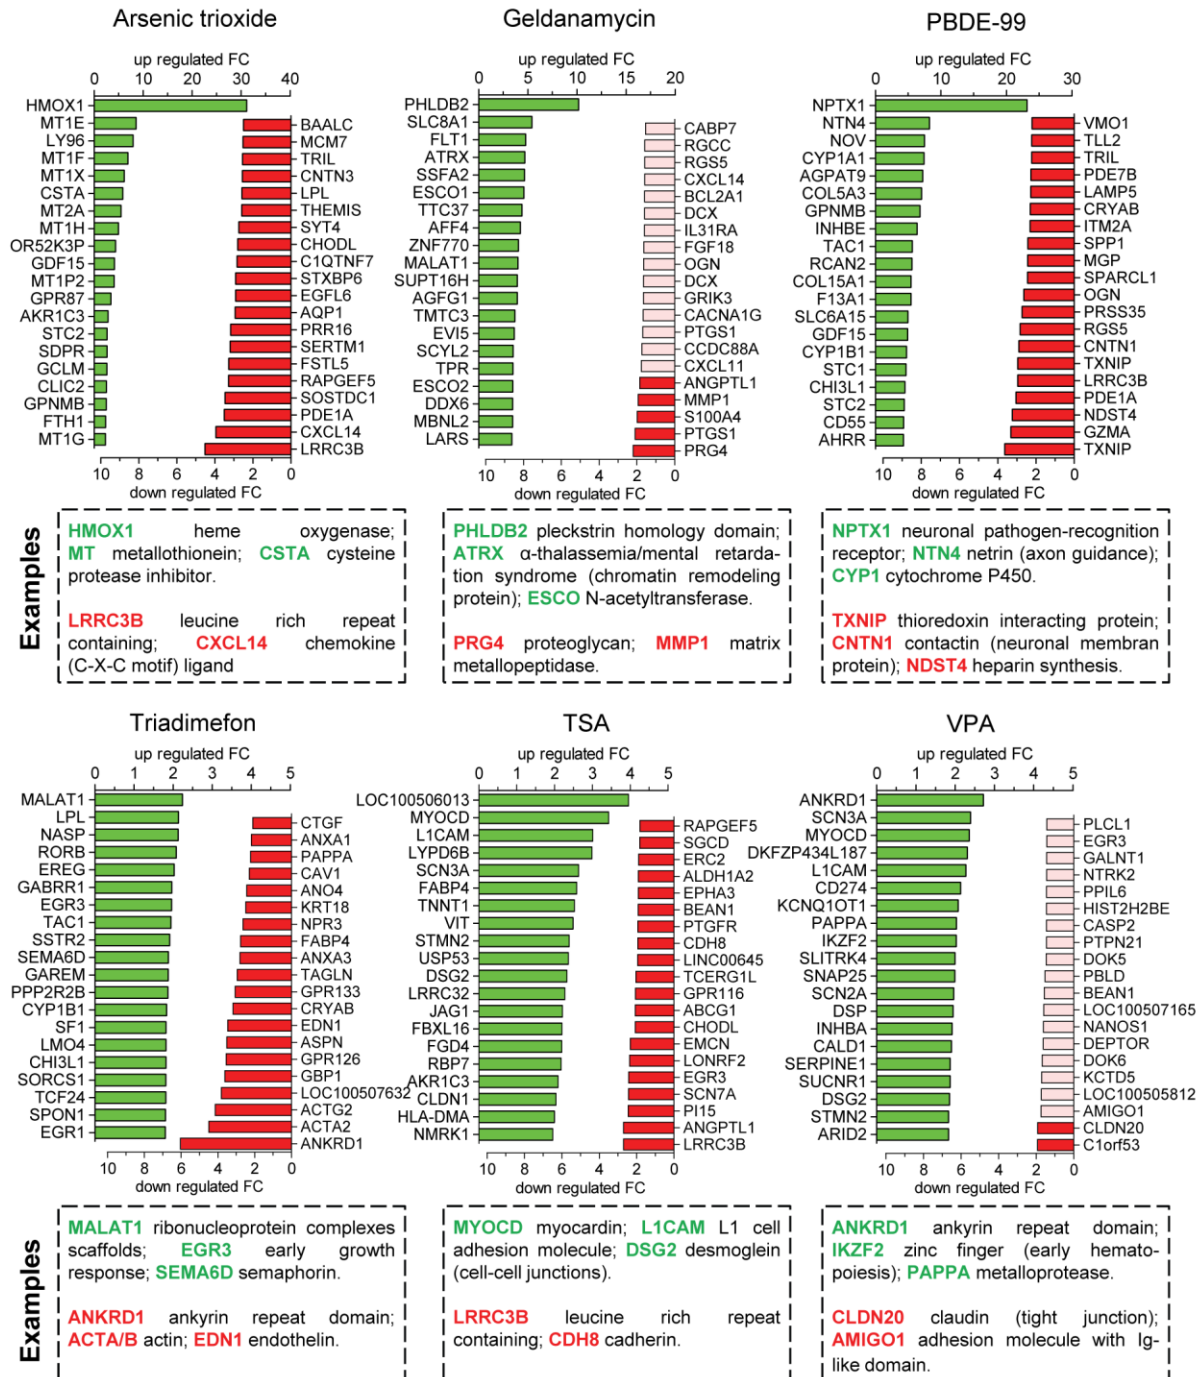 Arsenic trioxide
up regulated FC
0 10 20 30 40
HMOX1
MT1E
LY96
MT1F
MT1X
CSTA
MT2A
MT1H
OR52K3P
GDF15
MT1P2
GPR87
AKR1C3
STC2
SDPR
GCLM
CLIC2
GPNMB
FTH1
MT1G
BAALC
MCM7
TRIL
CNTN3
LPL
THEMIS
SYT4
CHODL
C1QTNF7
STXBP6
EGFL6
AQP1
PRR16
SERTM1
FSTL5
RAPGEF5
SOSTDC1
PDE1A
CXCL14
LRRC3B
10 8 6 4 2 0
down regulated FC
Geldanamycin
up regulated FC
0 5 10 15 20
PHLDB2
SLC8A1
FLT1
ATRX
SSFA2
ESCO1
TTC37
AFF4
ZNF770
MALAT1
SUPT16H
AGFG1
TMTC3
EVI5
SCYL2
TPR
ESCO2
DDX6
MBNL2
LARS
CABP7
RGCC
RGS5
CXCL14
BCL2A1
DCX
IL31RA
FGF18
OGN
DCX
GRIK3
CACNA1G
PTGS1
CCDC88A
CXCL11
ANGPTL1
MMP1
S100A4
PTGS1
PRG4
10 8 6 4 2 0
down regulated FC
PBDE-99
up regulated FC
0 10 20 30
NPTX1
NTN4
NOV
CYP1A1
AGPAT9
COL5A3
GPNMB
INHBE
TAC1
RCAN2
COL15A1
F13A1
SLC6A15
GDF15
CYP1B1
STC1
CHI3L1
STC2
CD55
AHRR
VMO1
TLL2
TRIL
PDE7B
LAMP5
CRYAB
ITM2A
SPP1
MGP
SPARCL1
OGN
PRSS35
RGS5
CNTN1
TXNIP
LRRC3B
PDE1A
NDST4
GZMA
TXNIP
10 8 6 4 2 0
down regulated FC
Examples
HMOX1 heme oxygenase;
MT metallothionein; CSTA cysteine
protease inhibitor.
LRRC3B leucine rich repeat
containing; CXCL14 chemokine
(C-X-C motif) ligand
PHLDB2 pleckstrin homology domain;
ATRX α-thalassemia/mental retarda-
tion syndrome (chromatin remodeling
protein); ESCO N-acetyltransferase.
PRG4 proteoglycan; MMP1 matrix
metallopeptidase.
NPTX1 neuronal pathogen-recognition
receptor; NTN4 netrin (axon guidance);
CYP1 cytochrome P450.
TXNIP thioredoxin interacting protein;
CNTN1 contactin (neuronal membran
protein); NDST4 heparin synthesis.
Triadimefon
up regulated FC
0 1 2 3 4 5
MALAT1
LPL
NASP
RORB
EREG
GABRR1
EGR3
TAC1
SSTR2
SEMA6D
GAREM
PPP2R2B
CYP1B1
SF1
LMO4
CHI3L1
SORCS1
TCF24
SPON1
EGR1
CTGF
ANXA1
PAPPA
CAV1
ANO4
KRT18
NPR3
FABP4
ANXA3
TAGLN
GPR133
CRYAB
EDN1
ASPN
GPR126
GBP1
LOC100507632
ACTG2
ACTA2
ANKRD1
10 8 6 4 2 0
down regulated FC
TSA
up regulated FC
0 1 2 3 4 5
LOC100506013
MYOCD
L1CAM
LYPD6B
SCN3A
FABP4
TNNT1
VIT
STMN2
USP53
DSG2
LRRC32
JAG1
FBXL16
FGD4
RBP7
AKR1C3
CLDN1
HLA-DMA
NMRK1
RAPGEF5
SGCD
ERC2
ALDH1A2
EPHA3
BEAN1
PTGFR
CDH8
LINC00645
TCERG1L
GPR116
ABCG1
CHODL
EMCN
LONRF2
EGR3
SCN7A
PI15
ANGPTL1
LRRC3B
10 8 6 4 2 0
down regulated FC
VPA
up regulated FC
0 1 2 3 4 5
ANKRD1
SCN3A
MYOCD
DKFZP434L187
L1CAM
CD274
KCNQ1OT1
PAPPA
IKZF2
SLITRK4
SNAP25
SCN2A
DSP
INHBA
CALD1
SERPINE1
SUCNR1
DSG2
STMN2
ARID2
PLCL1
EGR3
GALNT1
NTRK2
PPIL6
HIST2H2BE
CASP2
PTPN21
DOK5
PBLD
BEAN1
LOC100507165
NANOS1
DEPTOR
DOK6
KCTD5
LOC100505812
AMIGO1
CLDN20
C1orf53
10 8 6 4 2 0
down regulated FC
Examples
MALAT1 ribonucleoprotein complexes
scaffolds; EGR3 early growth
response; SEMA6D semaphorin.
ANKRD1 ankyrin repeat domain;
ACTA/B actin; EDN1 endothelin.
MYOCD myocardin; L1CAM L1 cell
adhesion molecule; DSG2 desmoglein
(cell-cell junctions).
LRRC3B leucine rich repeat
containing; CDH8 cadherin.
ANKRD1 ankyrin repeat domain;
IKZF2 zinc finger (early hemato-
poiesis); PAPPA metalloprotease.
CLDN20 claudin (tight junction);
AMIGO1 adhesion molecule with Ig-
like domain.